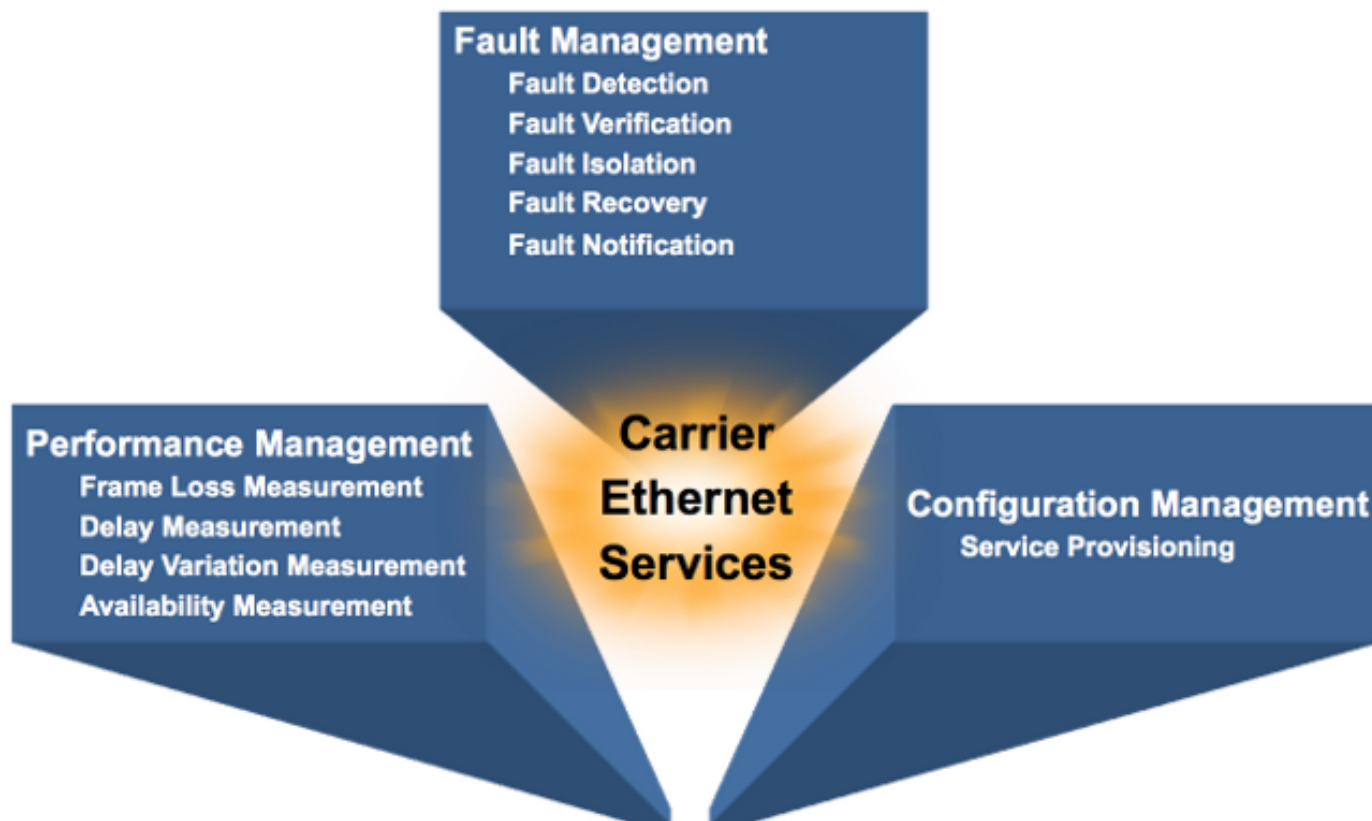 Fault Management
Fault Detection
Fault Verification
Fault Isolation
Fault Recovery
Fault Notification
Performance Management
Frame Loss Measurement
Delay Measurement
Delay Variation Measurement
Availability Measurement
Carrier
Ethernet
Services
Configuration Management
Service Provisioning